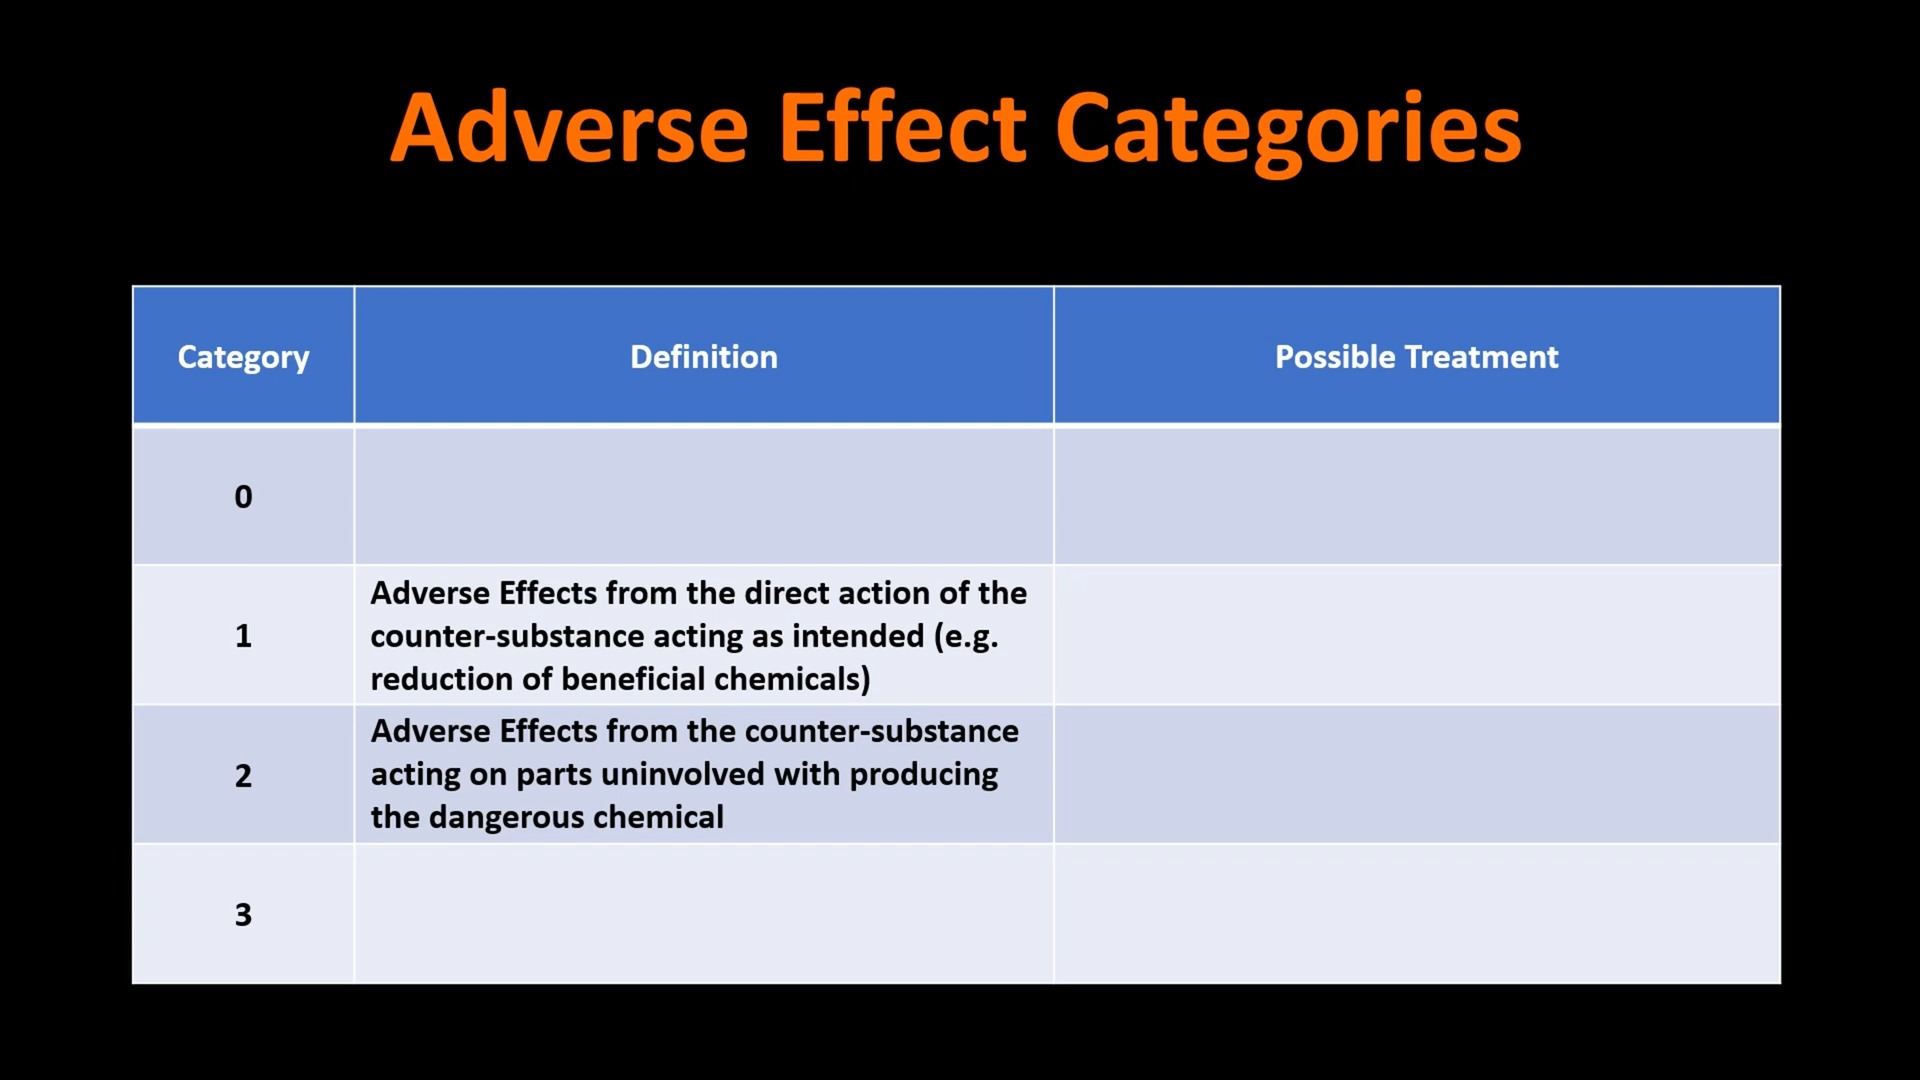 Adverse Effect Categories
Category Definition Possible Treatment
0
1
Adverse Effects from the direct action of the
counter-substance acting as intended (e.g.
reduction of beneficial chemicals)
2
Adverse Effects from the counter-substance
acting on parts uninvolved with producing
the dangerous chemical
3